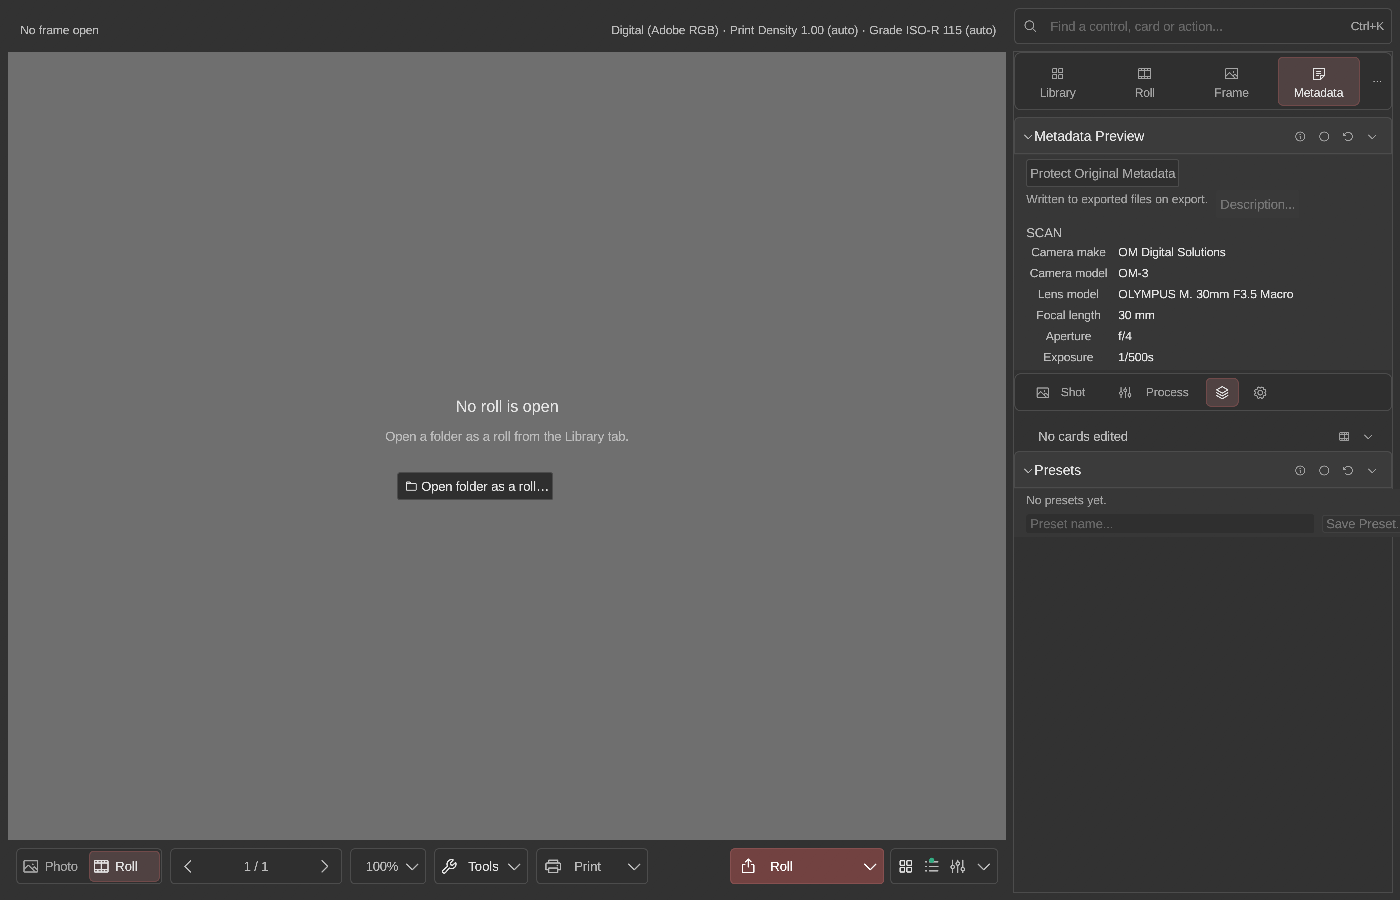 No frame open
Digital (Adobe RGB) · Print Density 1.00 (auto) · Grade ISO-R 115 (auto)
Find a control, card or action...
Ctrl+K
Library
Roll
Frame
Metadata
...
Metadata Preview
Protect Original Metadata
Written to exported files on export.
Description...
SCAN
Camera make OM Digital Solutions
Camera model OM-3
Lens model OLYMPUS M. 30mm F3.5 Macro
Focal length 30 mm
Aperture f/4
Exposure 1/500s
Shot
Process
No cards edited
Presets
No presets yet.
Preset name...
Save Preset.
No roll is open
Open a folder as a roll from the Library tab.
Open folder as a roll...
Photo
Roll
1 / 1
100%
Tools
Print
Roll